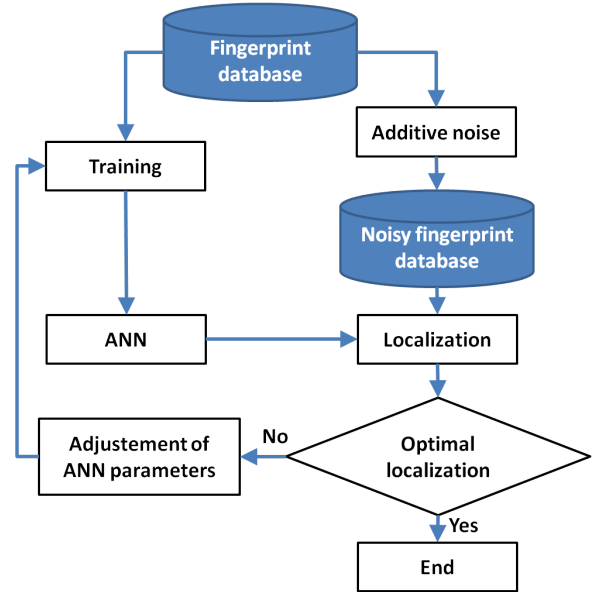 Fingerprint
database
Additive noise
Training
Noisy fingerprint
database
ANN
Localization
Adjustement of
ANN parameters
No
Optimal
localization
Yes
End